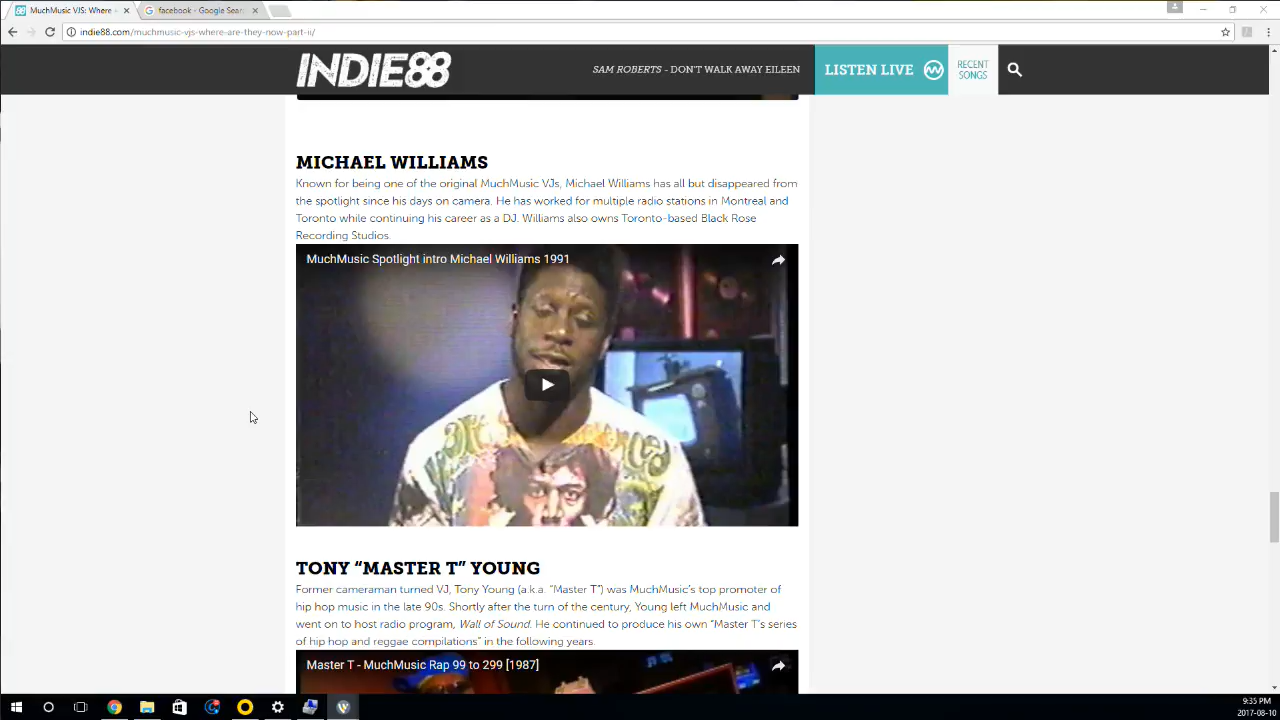 MuchMusic VJS: Where
facebook - Google Sear
indie88.com/muchmusic-vjs-where-are-they-now-part-ii/
INDIE88
SAM ROBERTS - DON'T WALK AWAY EILEEN
LISTEN LIVE
RECENT
SONGS
MICHAEL WILLIAMS
Known for being one of the original MuchMusic VJs, Michael Williams has all but disappeared from
the spotlight since his days on camera. He has worked for multiple radio stations in Montreal and
Toronto while continuing his career as a DJ. Williams also owns Toronto-based Black Rose
Recording Studios.
MuchMusic Spotlight intro Michael Williams 1991
TONY “MASTER T” YOUNG
Former cameraman turned VJ, Tony Young (a.k.a. “Master T”) was MuchMusic’s top promoter of
hip hop music in the late 90s. Shortly after the turn of the century, Young left MuchMusic and
went on to host radio program, Wall of Sound. He continued to produce his own “Master T’s series
of hip hop and reggae compilations” in the following years.
Master T - MuchMusic Rap 99 to 299 [1987]
9:35 PM
2017-08-10